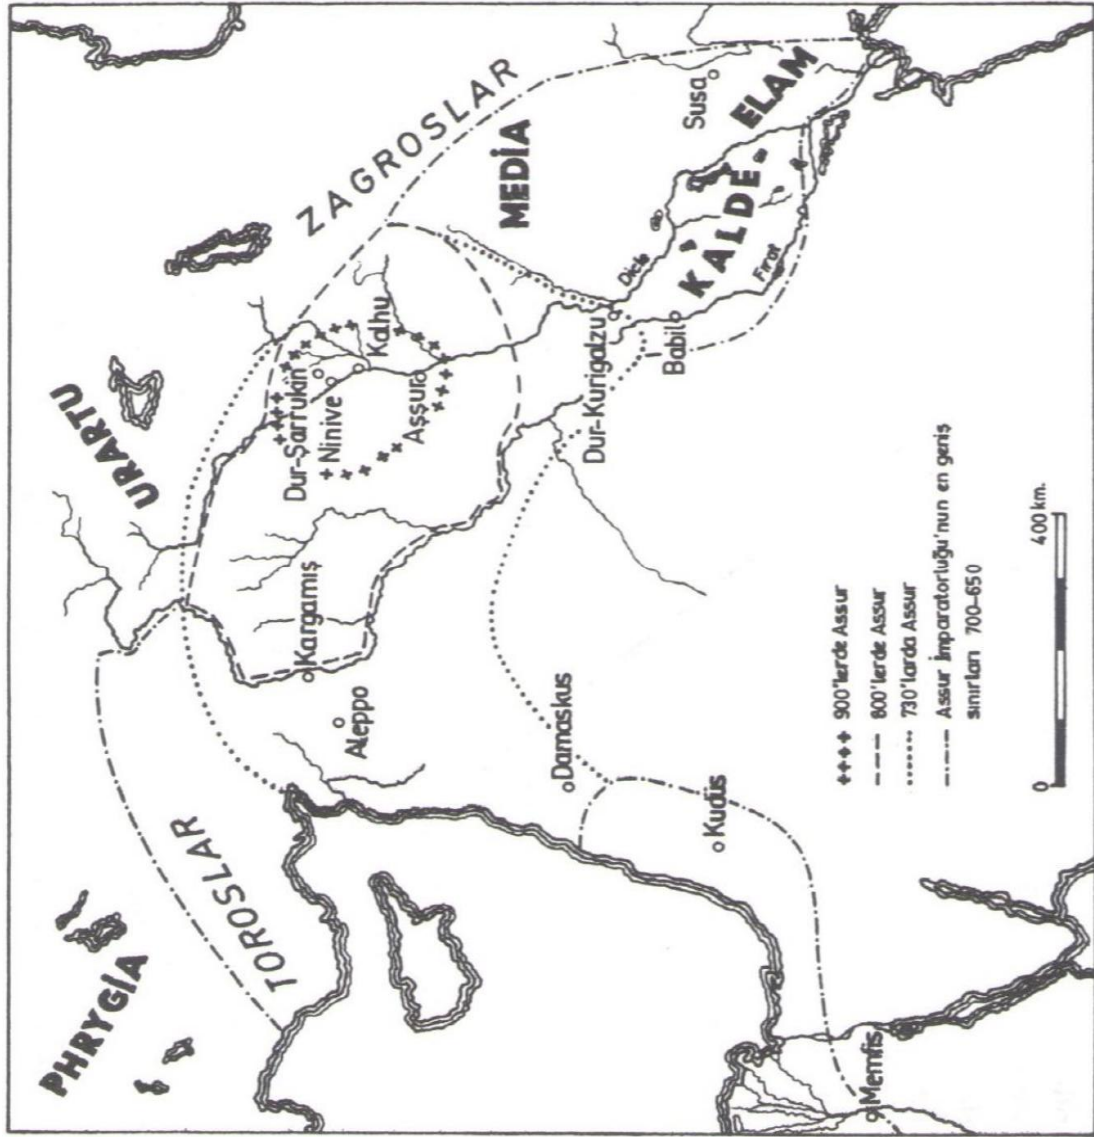 PHRYGİA
TOROSLAR
URARTU
ZAGROSLAR
MEDİA
Kargamış
Aleppo
Dur-Şarrukin
Ninive
Kalhu
Aşşur
Damaskus
Kudüs
Memfis
Dur-Kurigalzu
Babil
Dicle
Fırat
KALDE
ELAM
Susa
++++ 900'lerde Assur
--- 800'lerde Assur
........ 730'larda Assur
-·-·- Assur İmparatorluğu'nun en geniş
sınırları 700-650
0 400 km.